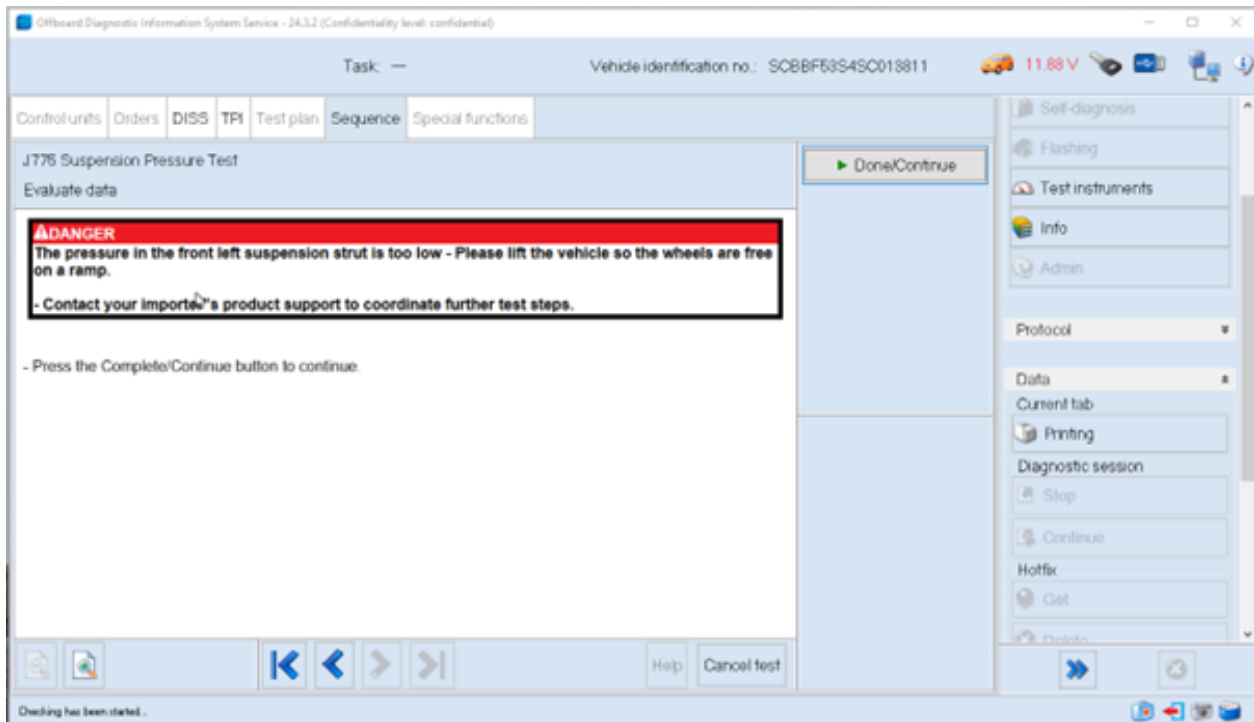 Offboard Diagnostic Information System Service - 24.3.2 (Confidentiality level: confidential)
Task: —
Vehicle identification no.: SCBBF53S4SC013811
11.88 V
Control units Orders DISS TPI Test plan Sequence Special functions
J775 Suspension Pressure Test
Evaluate data
DANGER
The pressure in the front left suspension strut is too low - Please lift the vehicle so the wheels are free
on a ramp.
- Contact your importer"s product support to coordinate further test steps.
- Press the Complete/Continue button to continue.
Done/Continue
Self-diagnosis
Flashing
Test instruments
Info
Admin
Protocol
Data
Current tab
Printing
Diagnostic session
Stop
Continue
Hotfix
Get
Delete
Help
Cancel test
Checking has been started..